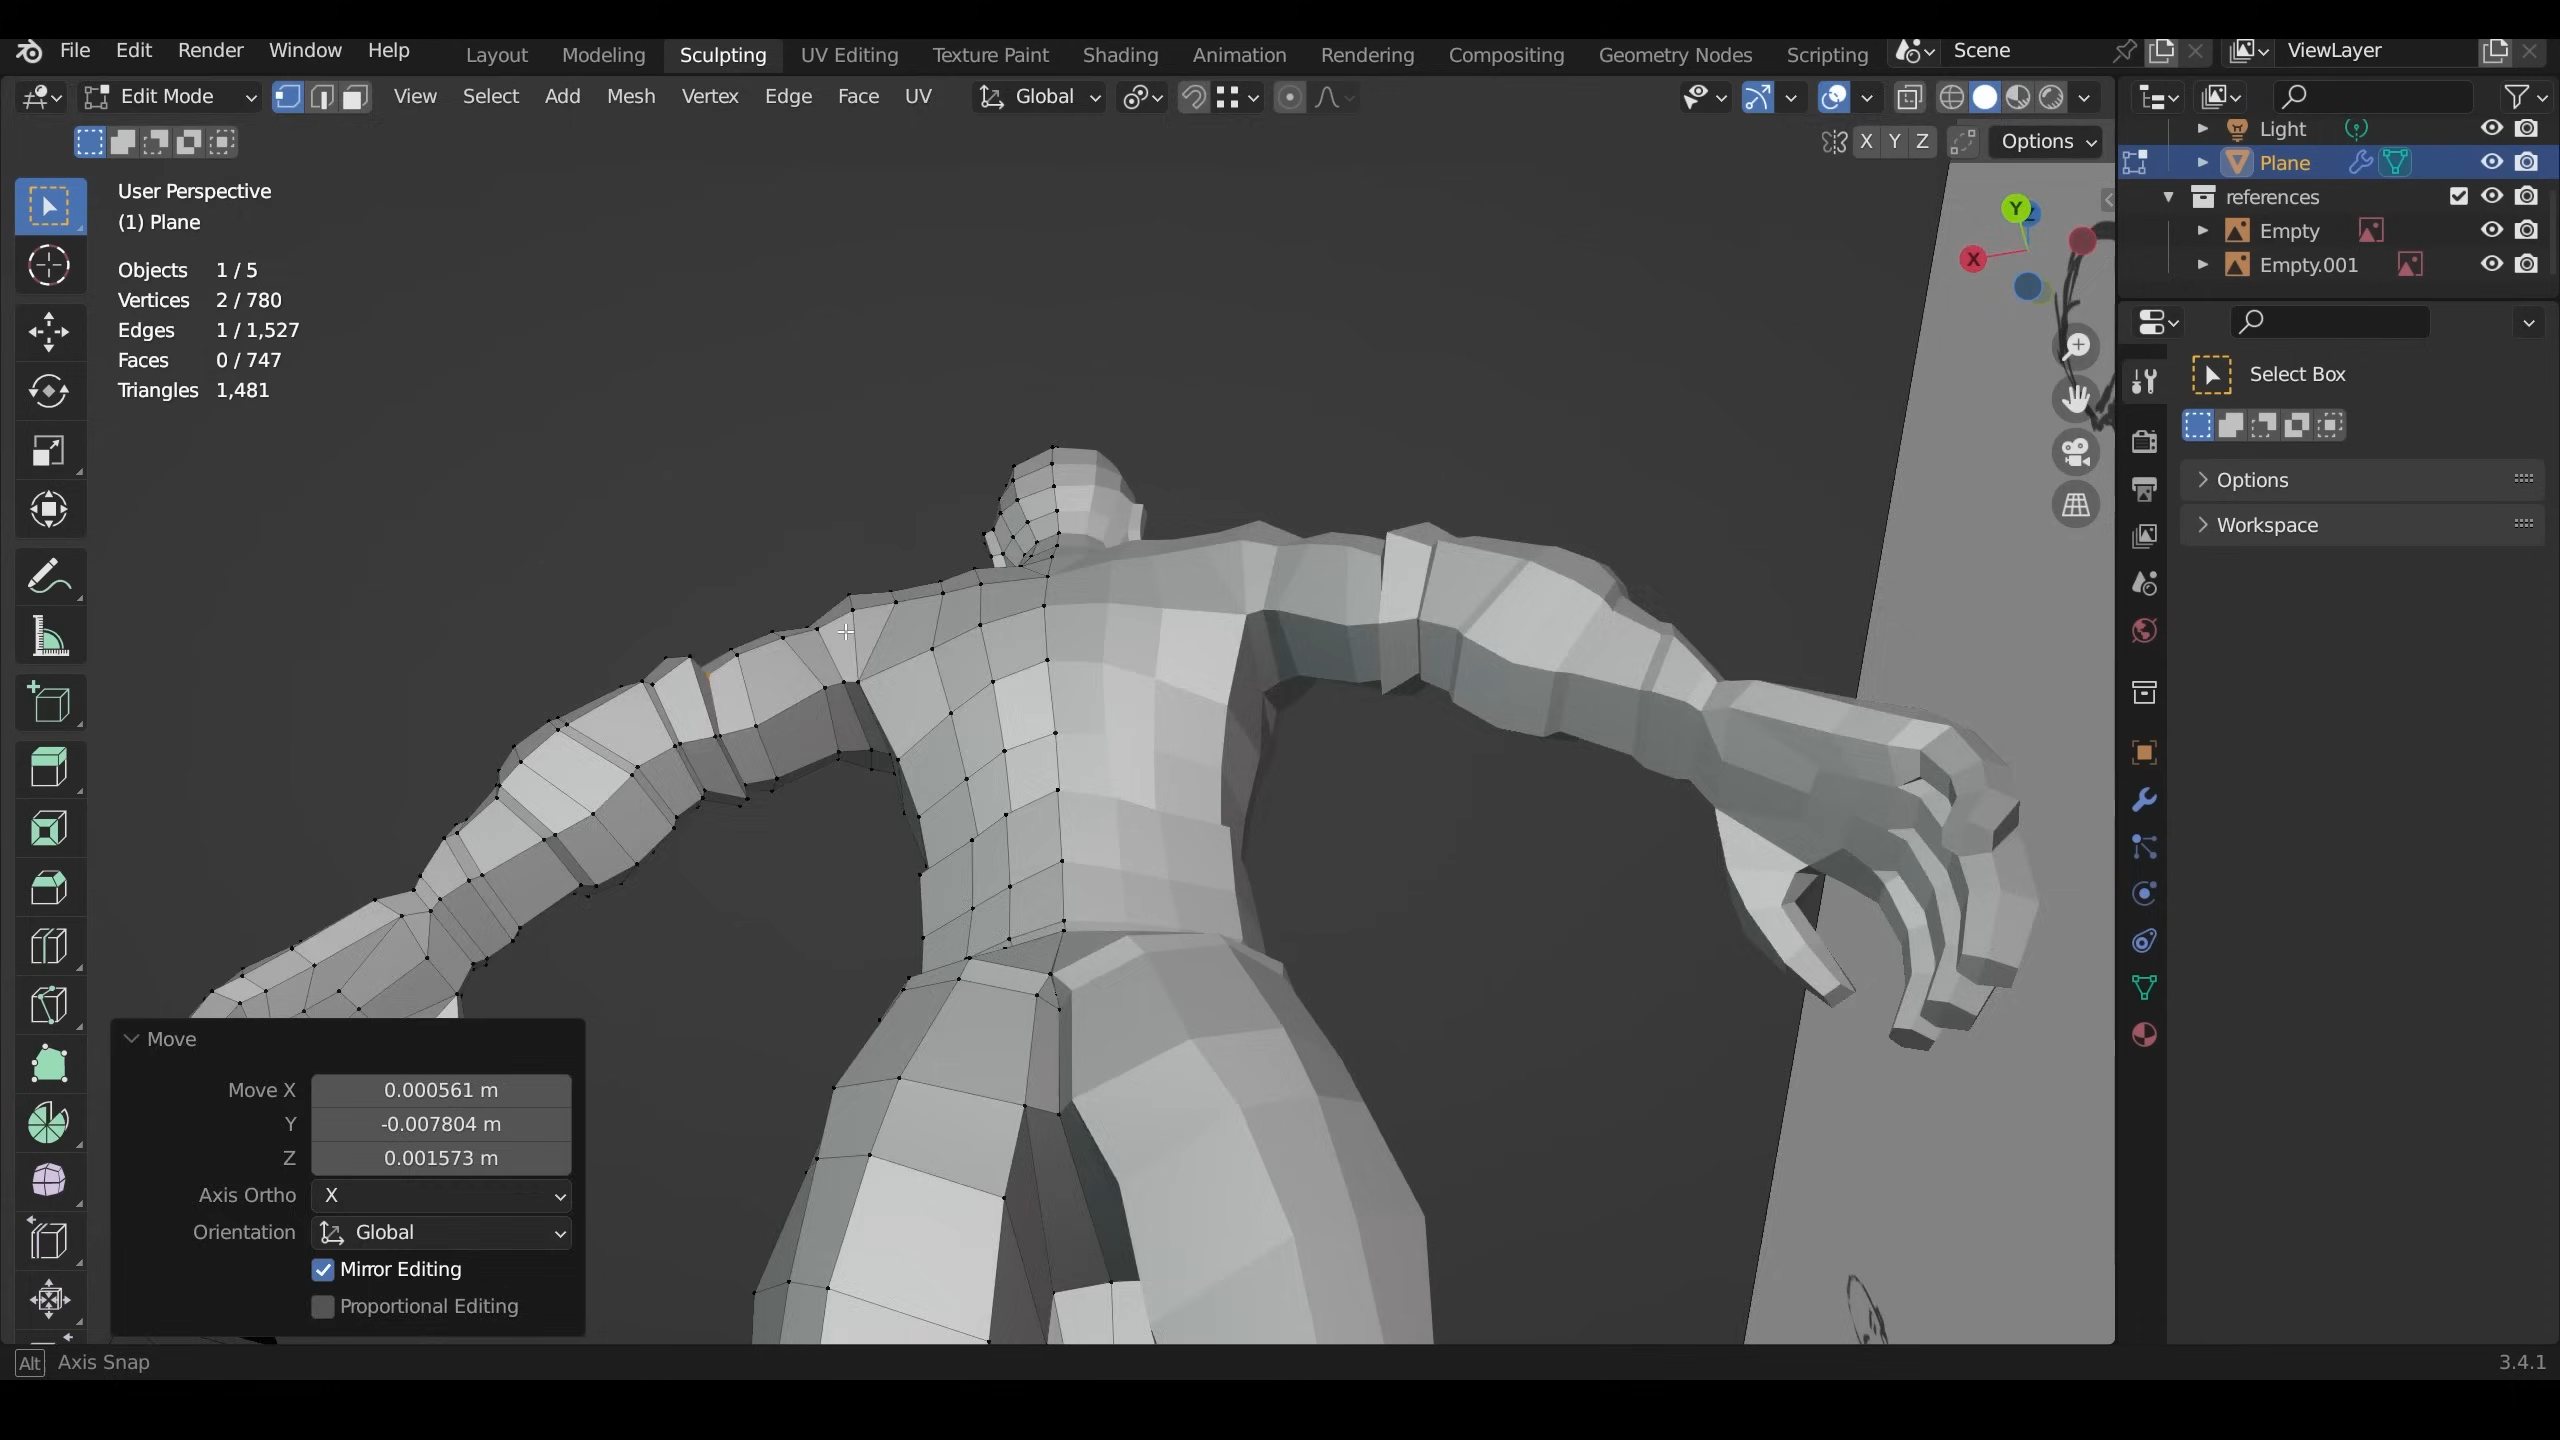 File Edit Render Window Help Layout Modeling Sculpting UV Editing Texture Paint Shading Animation Rendering Compositing Geometry Nodes Scripting Scene ViewLayer
Edit Mode View Select Add Mesh Vertex Edge Face UV Global
X Y Z Options
Light
Plane
references
Empty
Empty.001
User Perspective
(1) Plane
Objects 1 / 5
Vertices 2 / 780
Edges 1 / 1,527
Faces 0 / 747
Triangles 1,481
Y
Z
X
Select Box
Options
Workspace
Move
Move X 0.000561 m
Y -0.007804 m
Z 0.001573 m
Axis Ortho X
Orientation Global
Mirror Editing
Proportional Editing
Alt Axis Snap
3.4.1